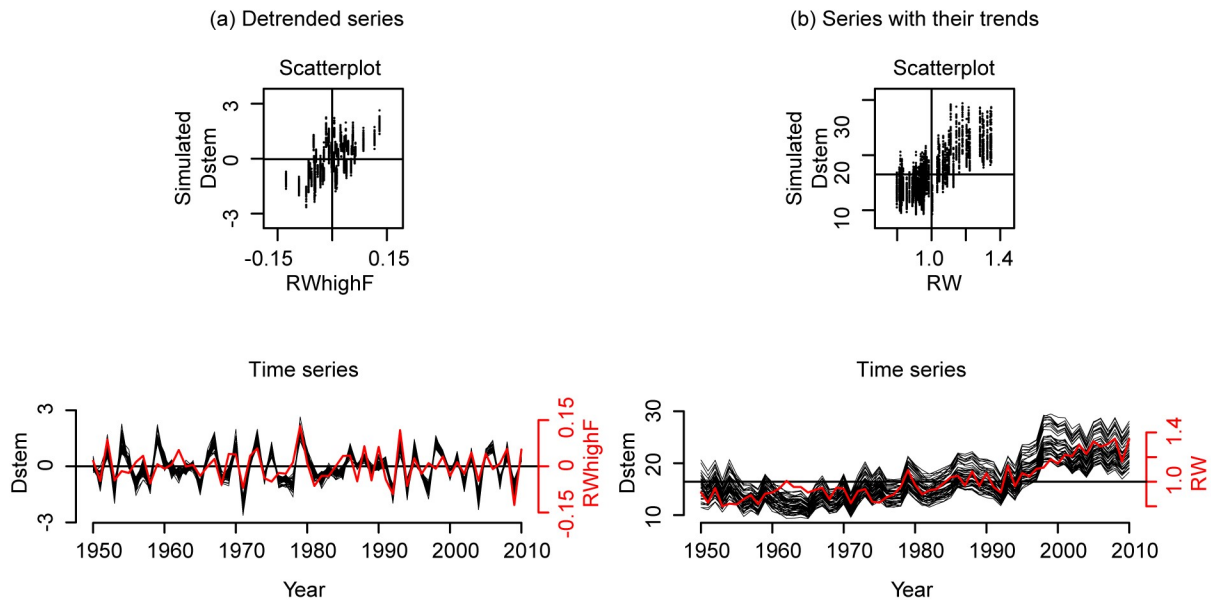 (a) Detrended series
(b) Series with their trends
Scatterplot
3
0
-3
Simulated
Dstem
-0.15
0.15
RWhighF
Scatterplot
30
20
10
Simulated
Dstem
1.0
1.4
RW
Time series
3
0
-3
Dstem
0.15
0
-0.15
RWhighF
1950 1960 1970 1980 1990 2000 2010
Year
Time series
30
20
10
Dstem
1.4
1.0
RW
1950 1960 1970 1980 1990 2000 2010
Year